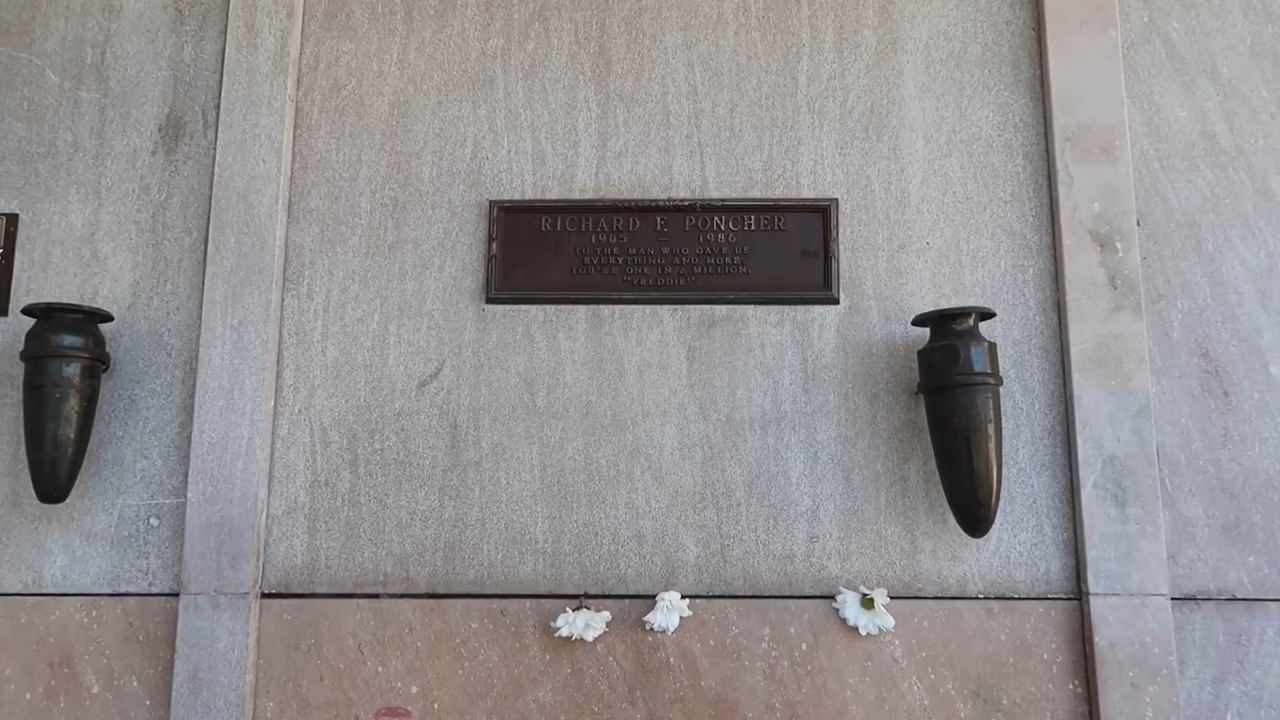 RICHARD F. PONCHER
1905 — 1986
TO THE MAN WHO GAVE US
EVERYTHING AND MORE.
YOU'RE ONE IN A MILLION,
"FREDDIE".